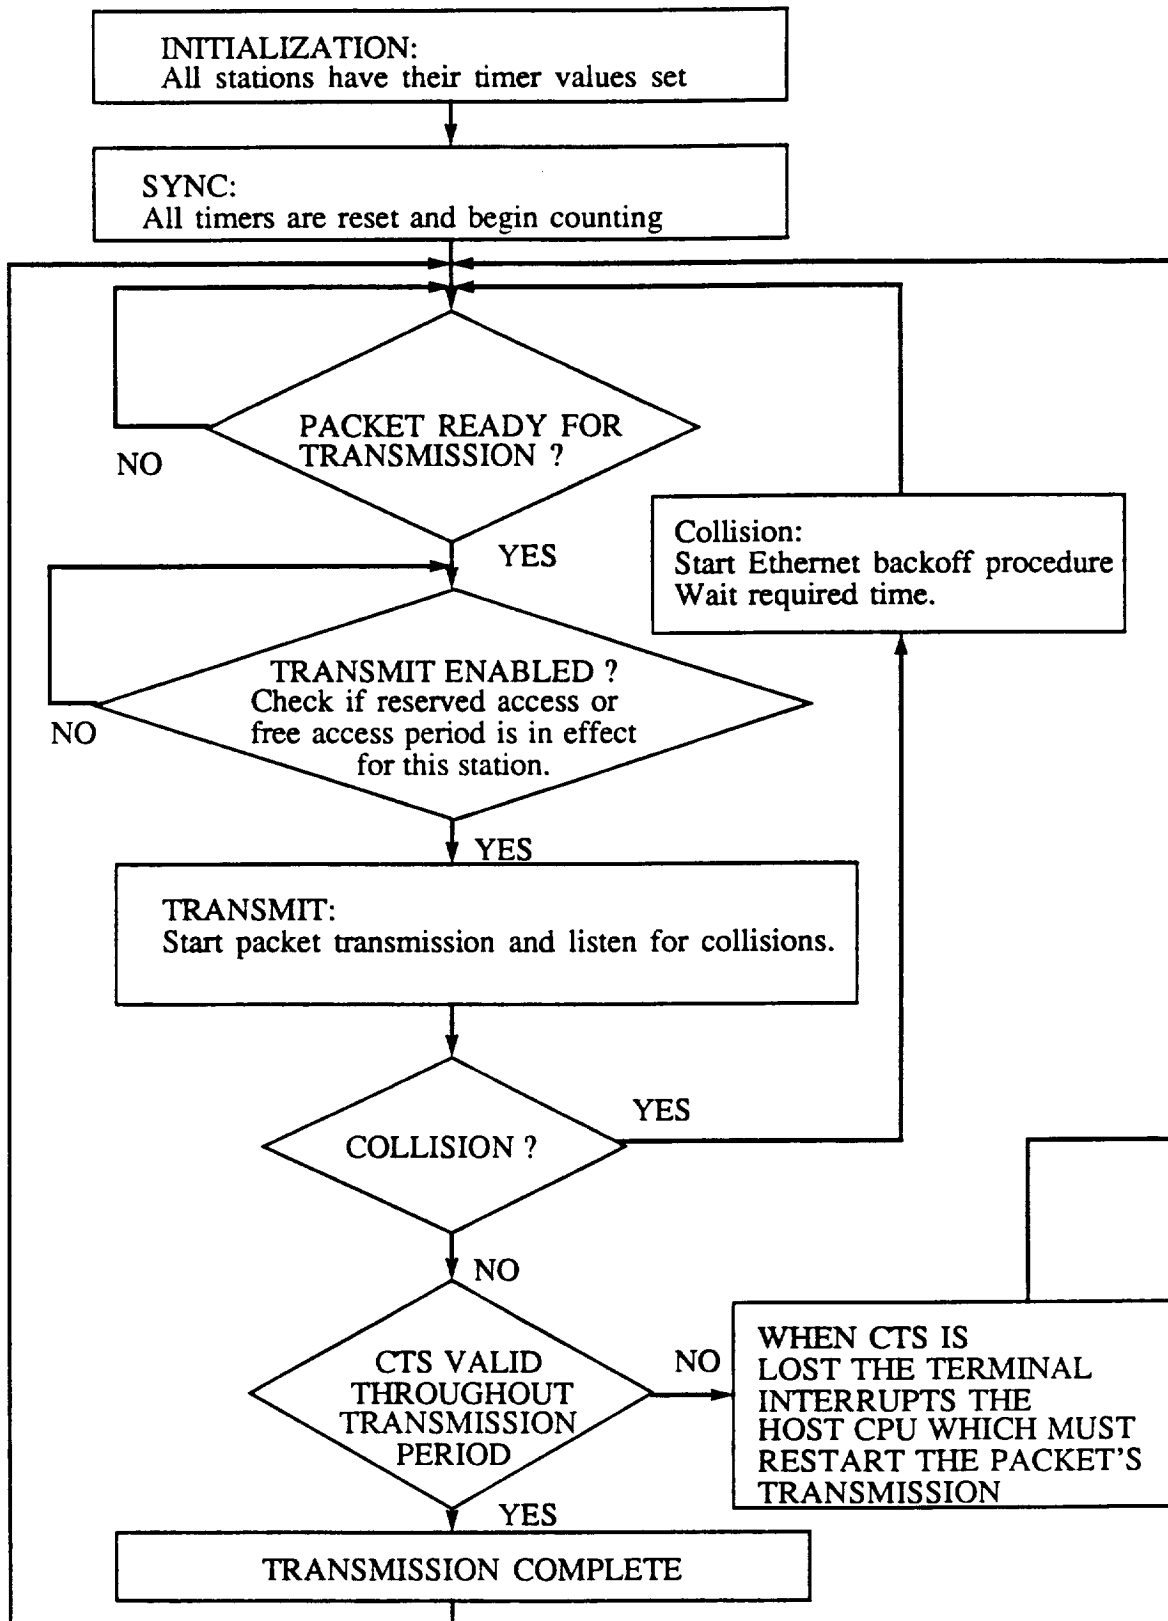 INITIALIZATION:
All stations have their timer values set
SYNC:
All timers are reset and begin counting
PACKET READY FOR
TRANSMISSION ?
NO
YES
Collision:
Start Ethernet backoff procedure
Wait required time.
TRANSMIT ENABLED ?
Check if reserved access or
free access period is in effect
for this station.
NO
YES
TRANSMIT:
Start packet transmission and listen for collisions.
COLLISION ?
YES
NO
CTS VALID
THROUGHOUT
TRANSMISSION
PERIOD
NO
WHEN CTS IS
LOST THE TERMINAL
INTERRUPTS THE
HOST CPU WHICH MUST
RESTART THE PACKET'S
TRANSMISSION
YES
TRANSMISSION COMPLETE